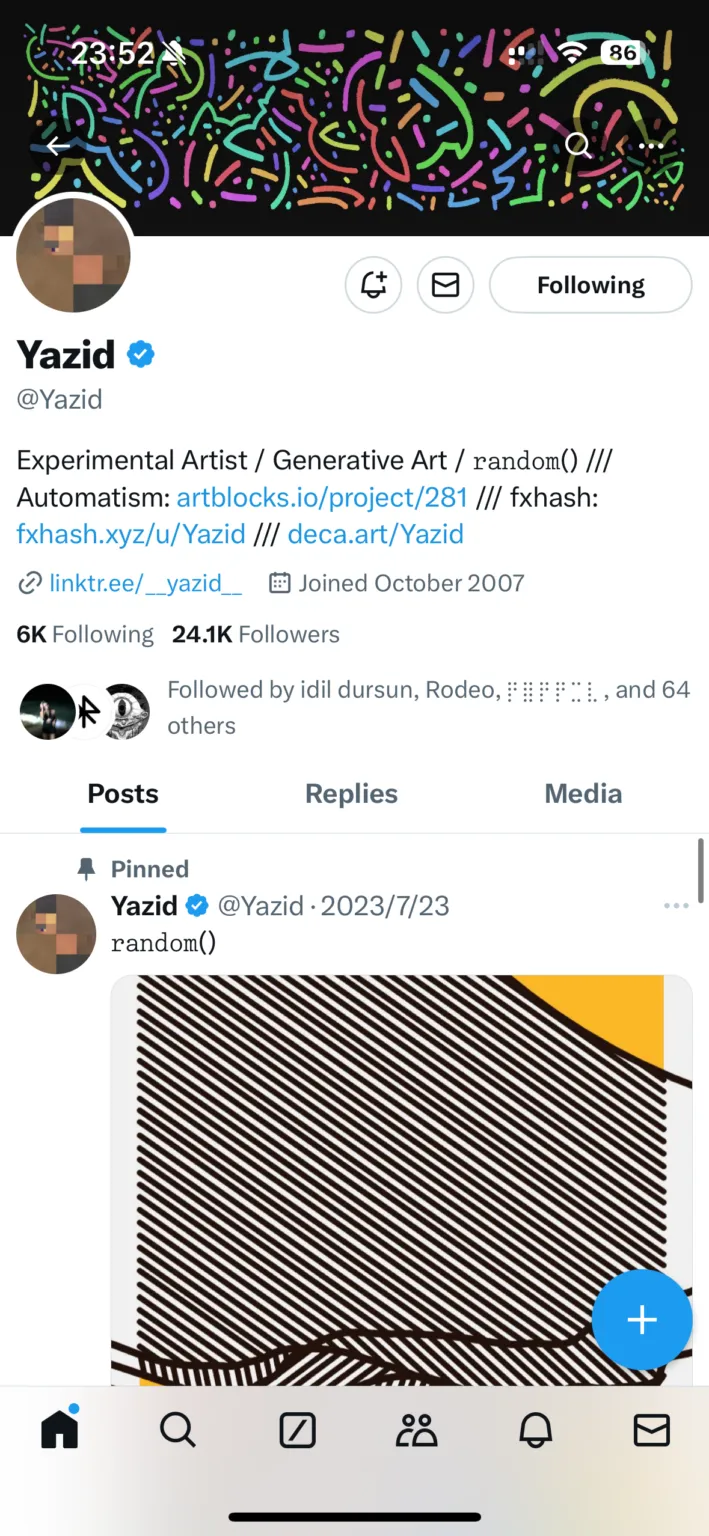 23:52
86
Following
Yazid
@Yazid
Experimental Artist / Generative Art / 𝚛𝚊𝚗𝚍𝚘𝚖() ///
Automatism: artblocks.io/project/281 /// fxhash:
fxhash.xyz/u/Yazid /// deca.art/Yazid
linktr.ee/__yazid__ Joined October 2007
6K Following 24.1K Followers
Followed by idil dursun, Rodeo, , and 64
others
Posts Replies Media
Pinned
Yazid @Yazid · 2023/7/23
𝚛𝚊𝚗𝚍𝚘𝚖()